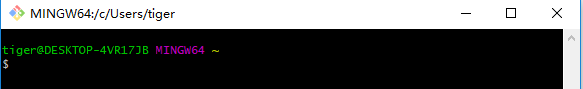 MINGW64:/c/Users/tiger
tiger@DESKTOP-4VR17JB MINGW64 ~
$